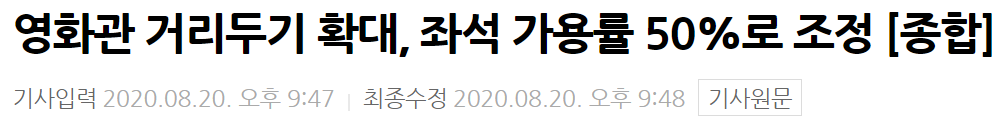 영화관 거리두기 확대, 좌석 가용률 50%로 조정 [종합]
기사입력 2020.08.20. 오후 9:47 | 최종수정 2020.08.20. 오후 9:48 기사원문